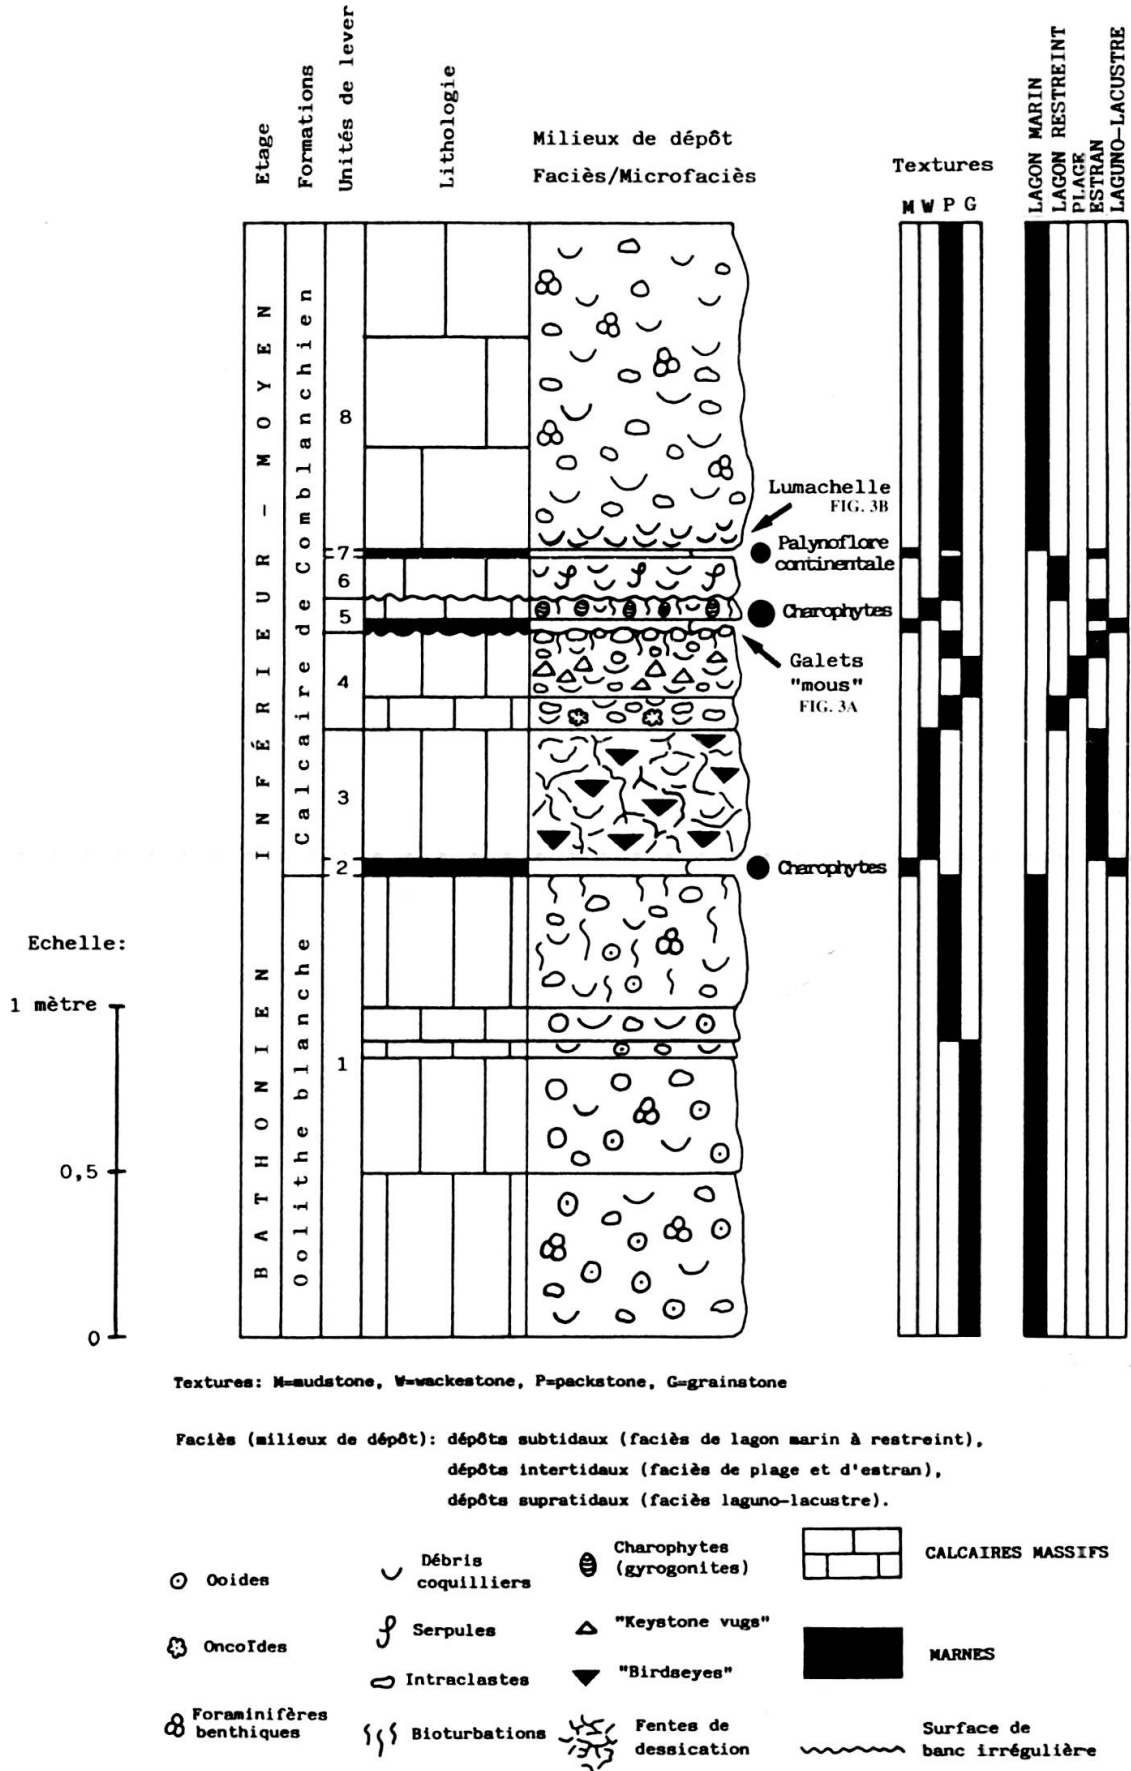 Etage
Formations
Unités de lever
Lithologie
Milieux de dépôt
Faciès/Microfaciès
Textures
M W P G
LAGON MARIN
LAGON RESTREINT
PLAGE
ESTRAN
LAGUNO-LACUSTRE
BATHONIEN INFÉRIEUR - MOYEN
Calcaire de Comblanchien
Oolithe blanche
8
7
6
5
4
3
2
1
Lumachelle
FIG. 3B
Palynoflore
continentale
Charophytes
Galets
"mous"
FIG. 3A
Charophytes
Echelle:
1 mètre
0,5
0
Textures: M=mudstone, W=wackestone, P=packstone, G=grainstone
Faciès (milieux de dépôt): dépôts subtidaux (faciès de lagon marin à restreint),
dépôts intertidaux (faciès de plage et d'estran),
dépôts supratidaux (faciès laguno-lacustre).
Ooides
Oncoïdes
Foraminifères
benthiques
Débris
coquilliers
Serpules
Intraclastes
Bioturbations
Charophytes
(gyrogonites)
"Keystone vugs"
"Birdseyes"
Fentes de
dessication
CALCAIRES MASSIFS
MARNES
Surface de
banc irrégulière